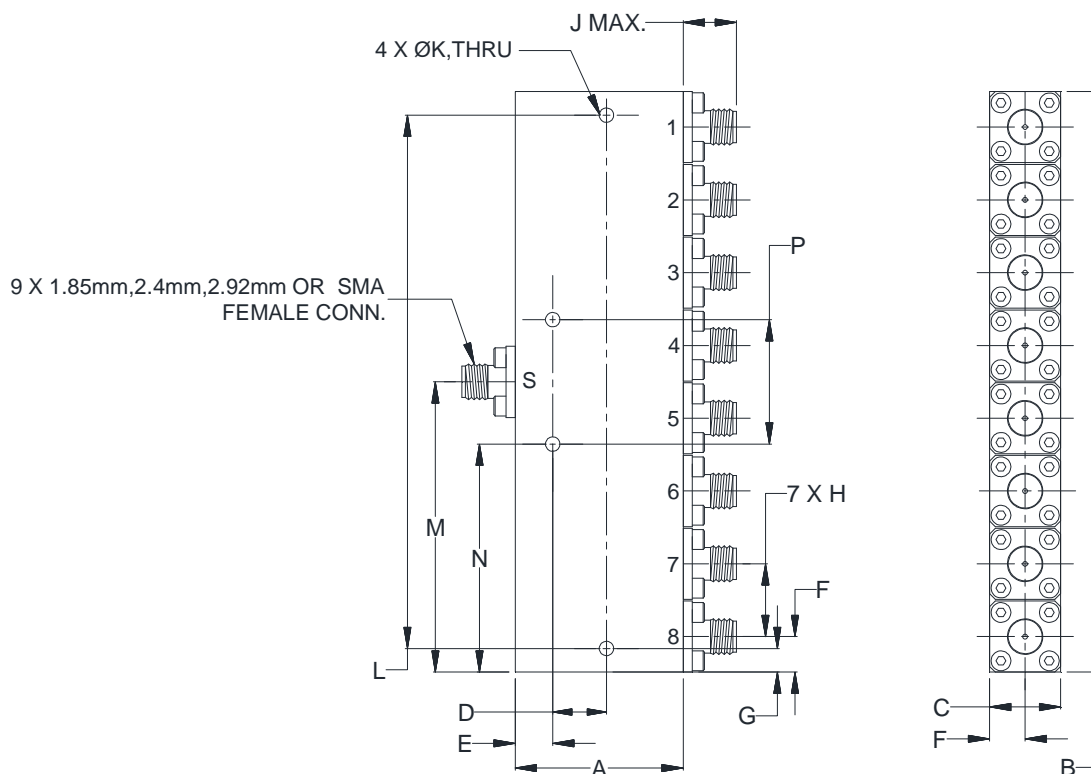 J MAX.
4 X ØK,THRU
1
2
P
3
9 X 1.85mm,2.4mm,2.92mm OR SMA
FEMALE CONN.
4
S
5
6
7 X H
M
N
7
F
8
L
D
G
C
E
F
A
B